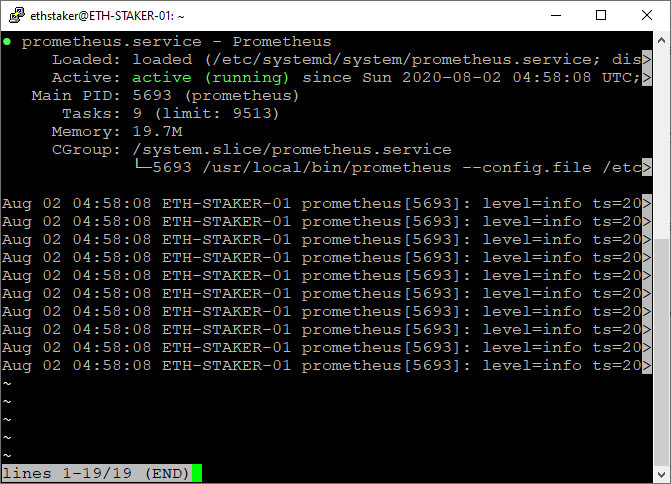 ethstaker@ETH-STAKER-01: ~
● prometheus.service - Prometheus
Loaded: loaded (/etc/systemd/system/prometheus.service; dis>
Active: active (running) since Sun 2020-08-02 04:58:08 UTC;>
Main PID: 5693 (prometheus)
Tasks: 9 (limit: 9513)
Memory: 19.7M
CGroup: /system.slice/prometheus.service
└─5693 /usr/local/bin/prometheus --config.file /etc>
Aug 02 04:58:08 ETH-STAKER-01 prometheus[5693]: level=info ts=20>
Aug 02 04:58:08 ETH-STAKER-01 prometheus[5693]: level=info ts=20>
Aug 02 04:58:08 ETH-STAKER-01 prometheus[5693]: level=info ts=20>
Aug 02 04:58:08 ETH-STAKER-01 prometheus[5693]: level=info ts=20>
Aug 02 04:58:08 ETH-STAKER-01 prometheus[5693]: level=info ts=20>
Aug 02 04:58:08 ETH-STAKER-01 prometheus[5693]: level=info ts=20>
Aug 02 04:58:08 ETH-STAKER-01 prometheus[5693]: level=info ts=20>
Aug 02 04:58:08 ETH-STAKER-01 prometheus[5693]: level=info ts=20>
Aug 02 04:58:08 ETH-STAKER-01 prometheus[5693]: level=info ts=20>
Aug 02 04:58:08 ETH-STAKER-01 prometheus[5693]: level=info ts=20>
~
~
~
~
~
lines 1-19/19 (END)